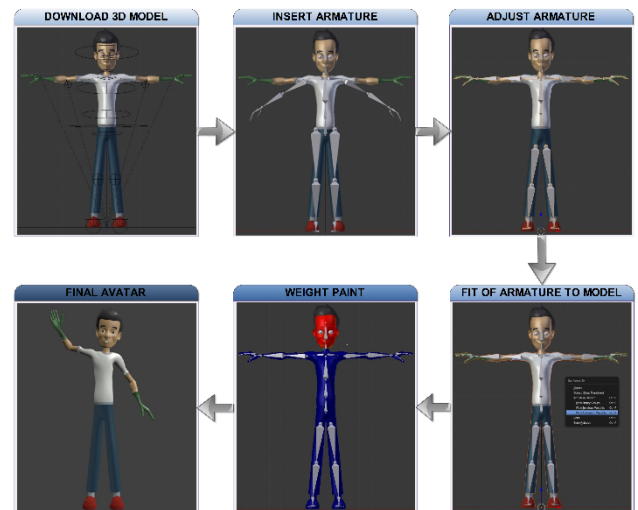 DOWNLOAD 3D MODEL
INSERT ARMATURE
ADJUST ARMATURE
FIT OF ARMATURE TO MODEL
WEIGHT PAINT
FINAL AVATAR